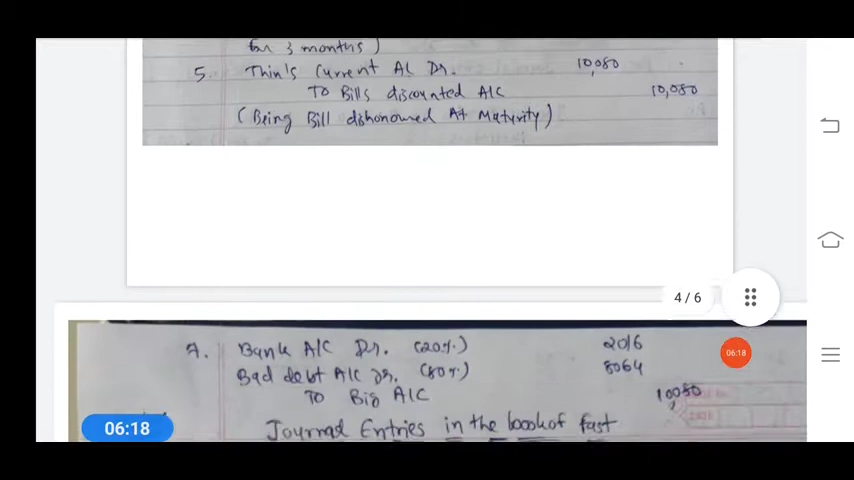 for 3 months)
5. Thin's Current A/c Dr. 10,080
To Bills discounted A/C 10,080
(Being Bill dishonoured At Maturity)
4 / 6
06:18
7. Bank A/C Dr. (20%) 2016
Bad debt A/C Dr. (80%) 8064
To Big A/C 10080
06:18
Journal Entries in the book of fast